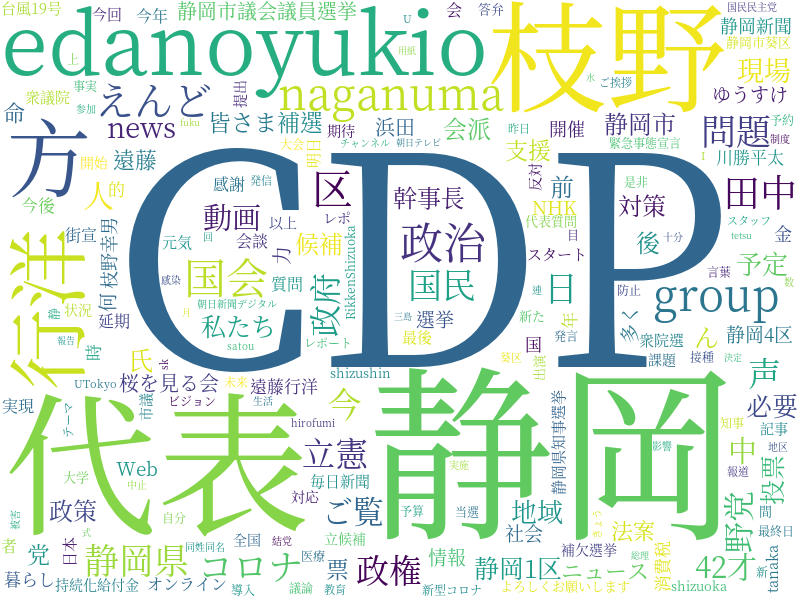 台風19号
今回
今年
静岡市議会議員選挙
会
答弁
U
国民民主党
上
用紙
edanoyukio
枝野
静岡新聞
静岡市葵区
衆議院
事実
参加
提出
naganuma
水
ご挨拶
現場
命
えんど
news
皆さま
補選
期待
浜田
会派
開催
静岡市
問題
ゆうすけ
予約
制度
fuku
方
CDP
遠藤
開始
大会
明日
チャンネル
昨日
朝日テレビ
支援
緊急事態宣言
I
川勝平太
人
的
感謝
発信
区
幹事長
NHK
反対
前
対策
是非
田中
今後
動画
以上
レポ
代表質問
スタッフ
街宣
元気
回
会談
力
候補
政治
スタート
目
後
十分
tetsu
金
行洋
何
枝野幸男
国会
質問
政府
RikkenShizuoka
国民
日
言葉
予定
数
感染
朝日新聞デジタル
連
防止
group
静
状況
延期
私たち
月
三島
選挙
新た
年
多く
衆院選
ん
静岡4区
報告
時
氏
sk
satou
レポート
最後
葵区
国
発言
出演
課題
接種
決定
声
UTokyo
桜を見る会
shizushin
代表
静岡
実現
テーマ
市議
ビジョン
未来
生活
遠藤行洋
今
hirofumi
立憲
静岡県知事選挙
必要
知事
影響
中
地区
記事
Web
大学
中止
毎日新聞
実施
報道
投票
被害
政策
自分
対応
ご覧
予算
当選
地域
きょう
野党
問
最終日
者
党
日本
式
同姓同名
全国
結党
立候補
社会
補欠選挙
法案
総理
新
tanaka
静岡県
コロナ
医療
政権
情報
静岡1区
ニュース
消費税
42才
暮らし
持続化給付金
オンライン
導入
議論
票
教育
新型コロナ
よろしくお願いします
shizuoka